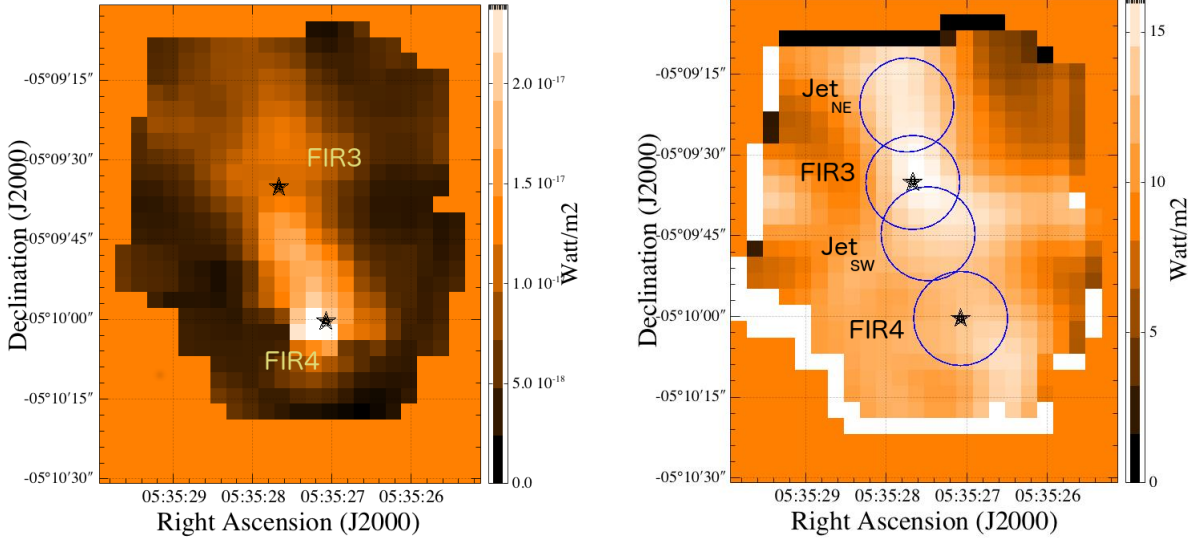 -05°09′15″
-05°09′30″
-05°09′45″
-05°10′00″
-05°10′15″
-05°10′30″
Declination (J2000)
FIR3
FIR4
05:35:29
05:35:28
05:35:27
05:35:26
Right Ascension (J2000)
2.0 10⁻¹⁷
1.5 10⁻¹⁷
5.0 10⁻¹⁸
0.0
Watt/m2
-05°09′15″
-05°09′30″
-05°09′45″
-05°10′00″
-05°10′15″
-05°10′30″
Declination (J2000)
Jet NE
FIR3
Jet SW
FIR4
05:35:29
05:35:28
05:35:27
05:35:26
Right Ascension (J2000)
15
10
5
0
Watt/m2